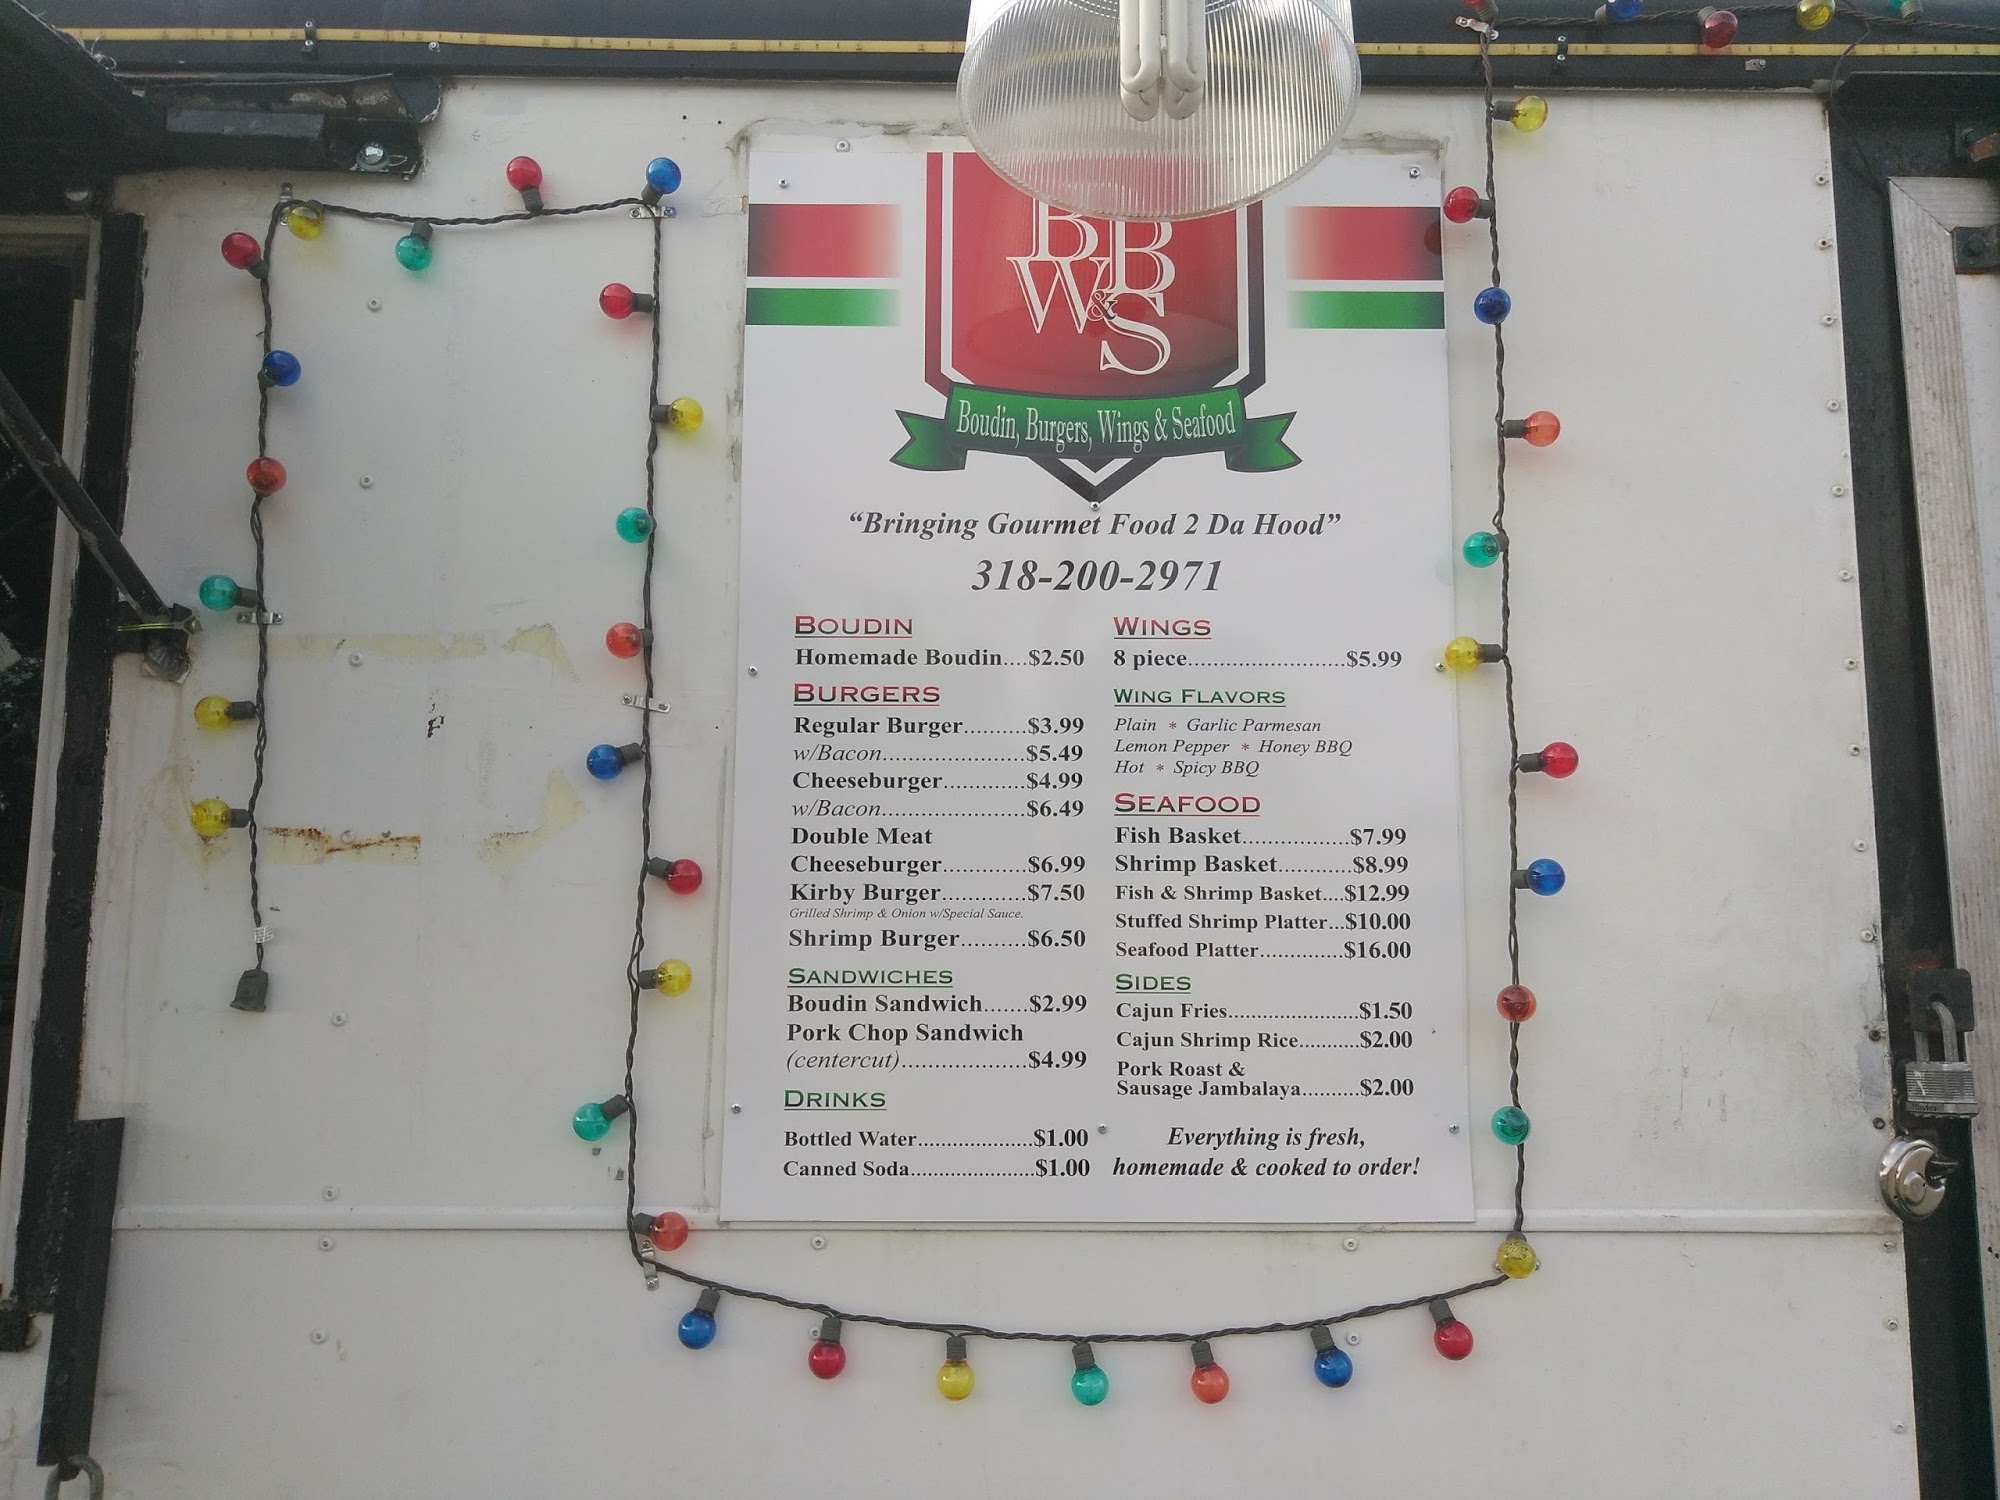 BB
W&S
Boudin, Burgers, Wings & Seafood
“Bringing Gourmet Food 2 Da Hood”
318-200-2971
BOUDIN
Homemade Boudin....$2.50
BURGERS
Regular Burger..........$3.99
w/Bacon.......................$5.49
Cheeseburger.............$4.99
w/Bacon.......................$6.49
Double Meat
Cheeseburger.............$6.99
Kirby Burger.............$7.50
Grilled Shrimp & Onion w/Special Sauce.
Shrimp Burger..........$6.50
SANDWICHES
Boudin Sandwich.......$2.99
Pork Chop Sandwich
(centercut)....................$4.99
DRINKS
Bottled Water.....................$1.00
Canned Soda.......................$1.00
WINGS
8 piece..........................$5.99
WING FLAVORS
Plain * Garlic Parmesan
Lemon Pepper * Honey BBQ
Hot * Spicy BBQ
SEAFOOD
Fish Basket..................$7.99
Shrimp Basket............$8.99
Fish & Shrimp Basket....$12.99
Stuffed Shrimp Platter...$10.00
Seafood Platter...............$16.00
SIDES
Cajun Fries........................$1.50
Cajun Shrimp Rice...........$2.00
Pork Roast &
Sausage Jambalaya..........$2.00
Everything is fresh,
homemade & cooked to order!